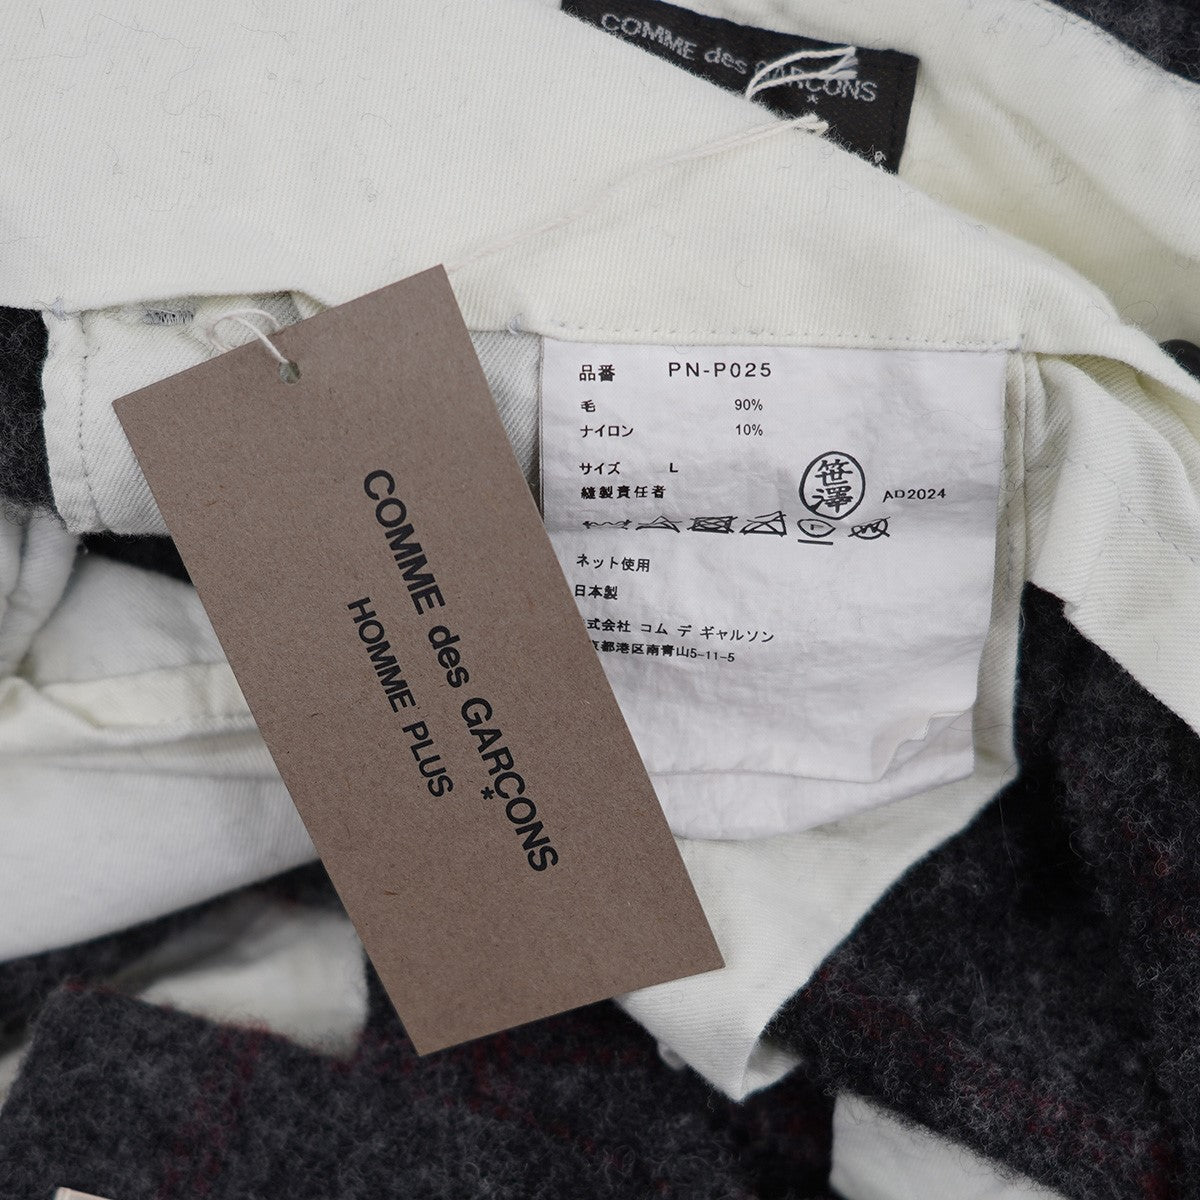 COMME des GARÇONS
*
品番 PN-P025
毛 90%
ナイロン 10%
サイズ L
縫製責任者 笹澤 AD2024
ネット使用
日本製
式会社 コム デ ギャルソン
京都港区南青山5-11-5
COMME des GARÇONS
*
HOMME PLUS